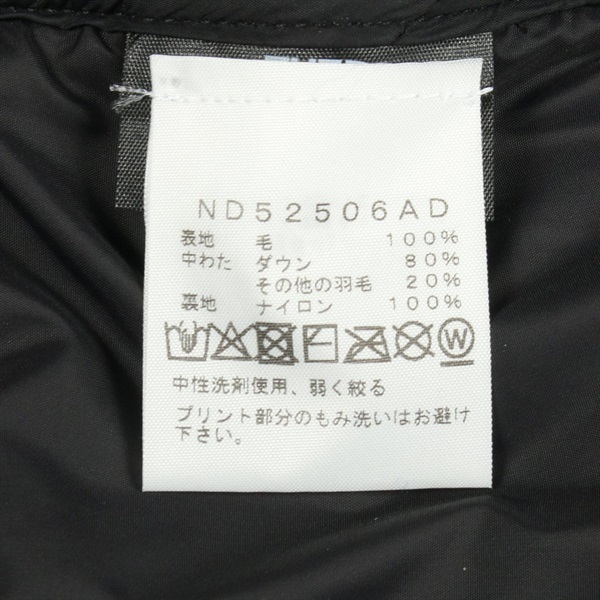 ND52506AD
表地 毛 100%
中わた ダウン 80%
その他の羽毛 20%
裏地 ナイロン 100%
W
中性洗剤使用、弱く絞る
プリント部分のもみ洗いはお避け
下さい。